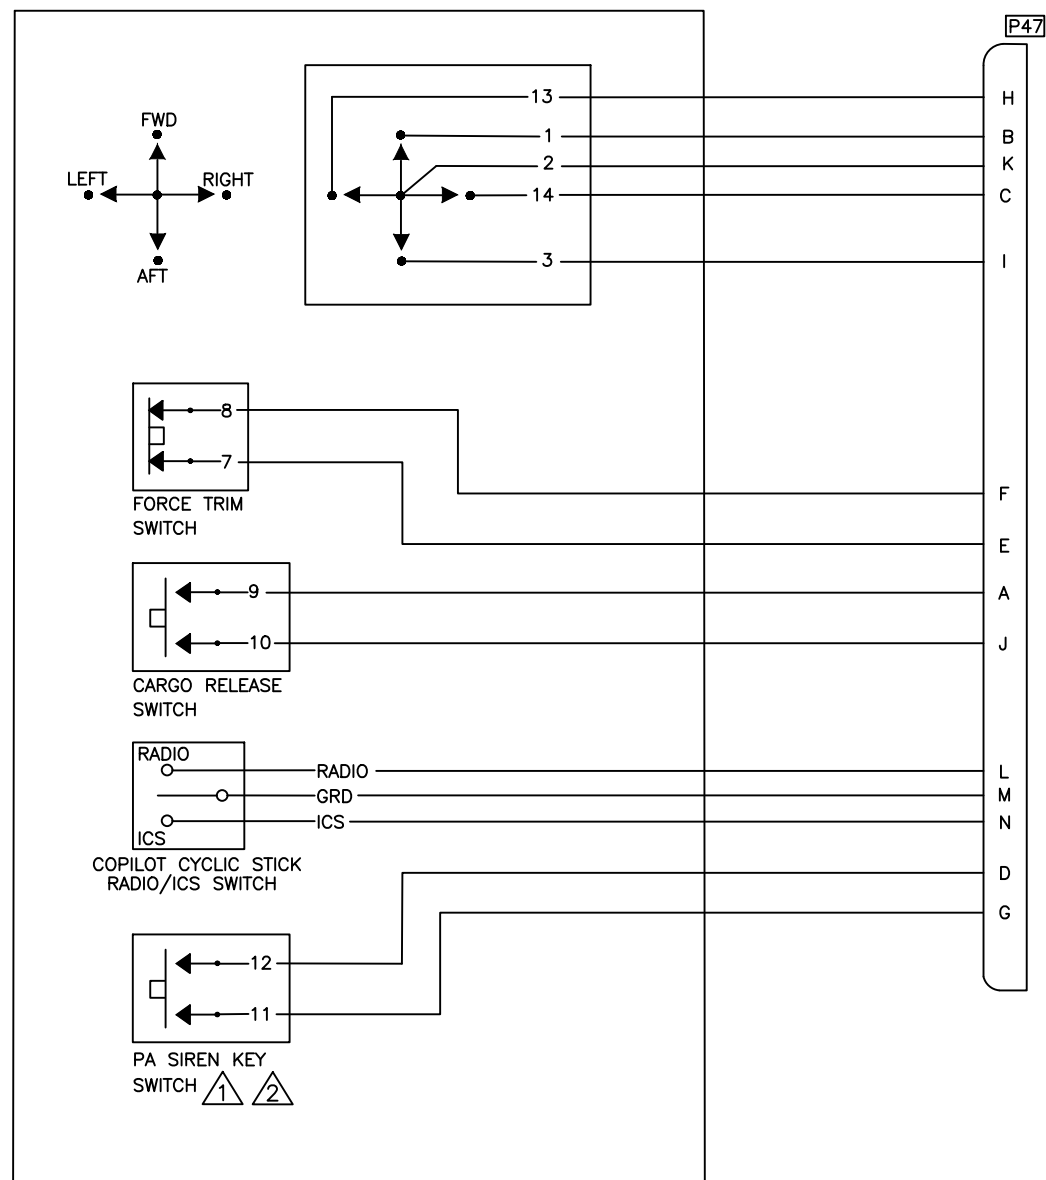 P47
13 H
FWD
1 B
2 K
LEFT RIGHT
14 C
3 I
AFT
8
7
F
FORCE TRIM
SWITCH
E
9 A
10 J
CARGO RELEASE
SWITCH
RADIO
RADIO L
GRD M
ICS N
ICS
COPILOT CYCLIC STICK
RADIO/ICS SWITCH
D
G
12
11
PA SIREN KEY
SWITCH 1 2